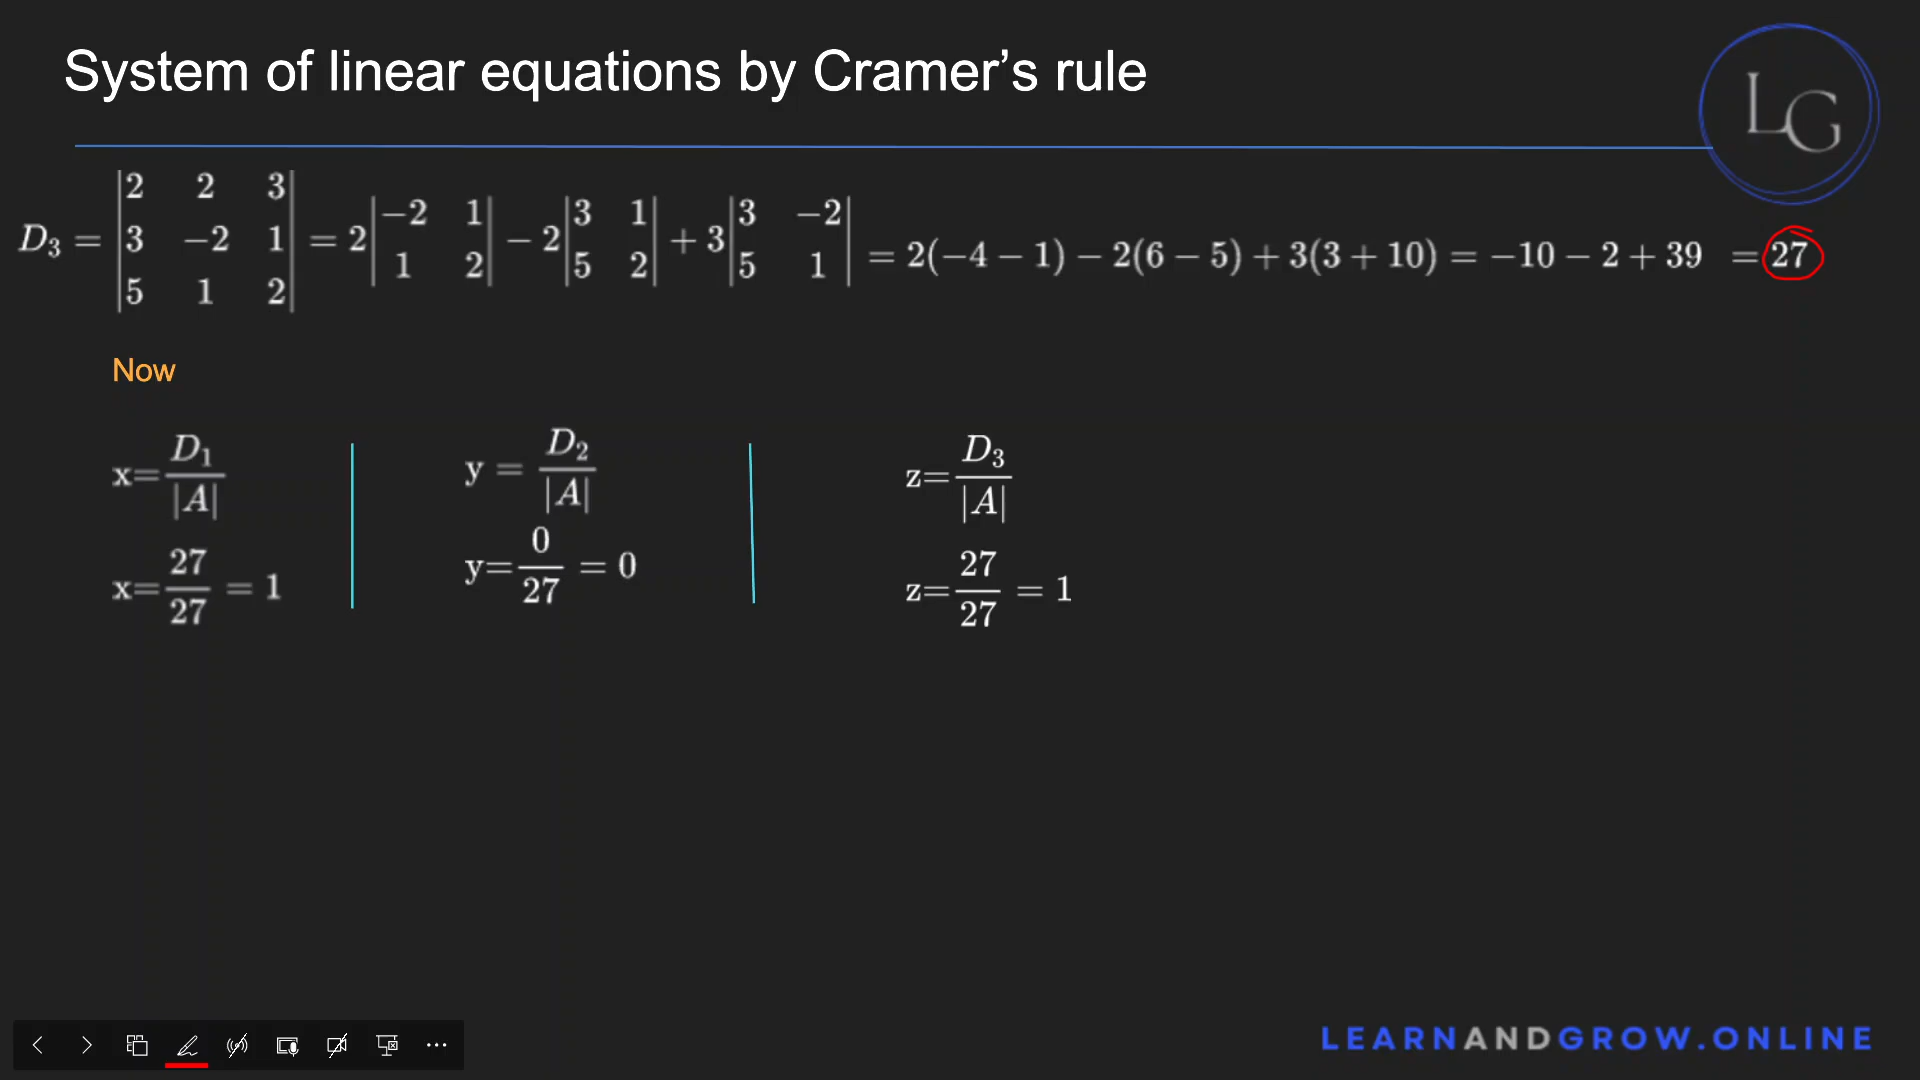 System of linear equations by Cramer's rule
LG
D₃ = |2 2 3; 3 −2 1; 5 1 2| = 2|−2 1; 1 2| − 2|3 1; 5 2| + 3|3 −2; 5 1| = 2(−4 − 1) − 2(6 − 5) + 3(3 + 10) = −10 − 2 + 39 = 27
Now
x= D₁/|A|
x= 27/27 = 1
y = D₂/|A|
y= 0/27 = 0
z= D₃/|A|
z= 27/27 = 1
LEARNANDGROW.ONLINE